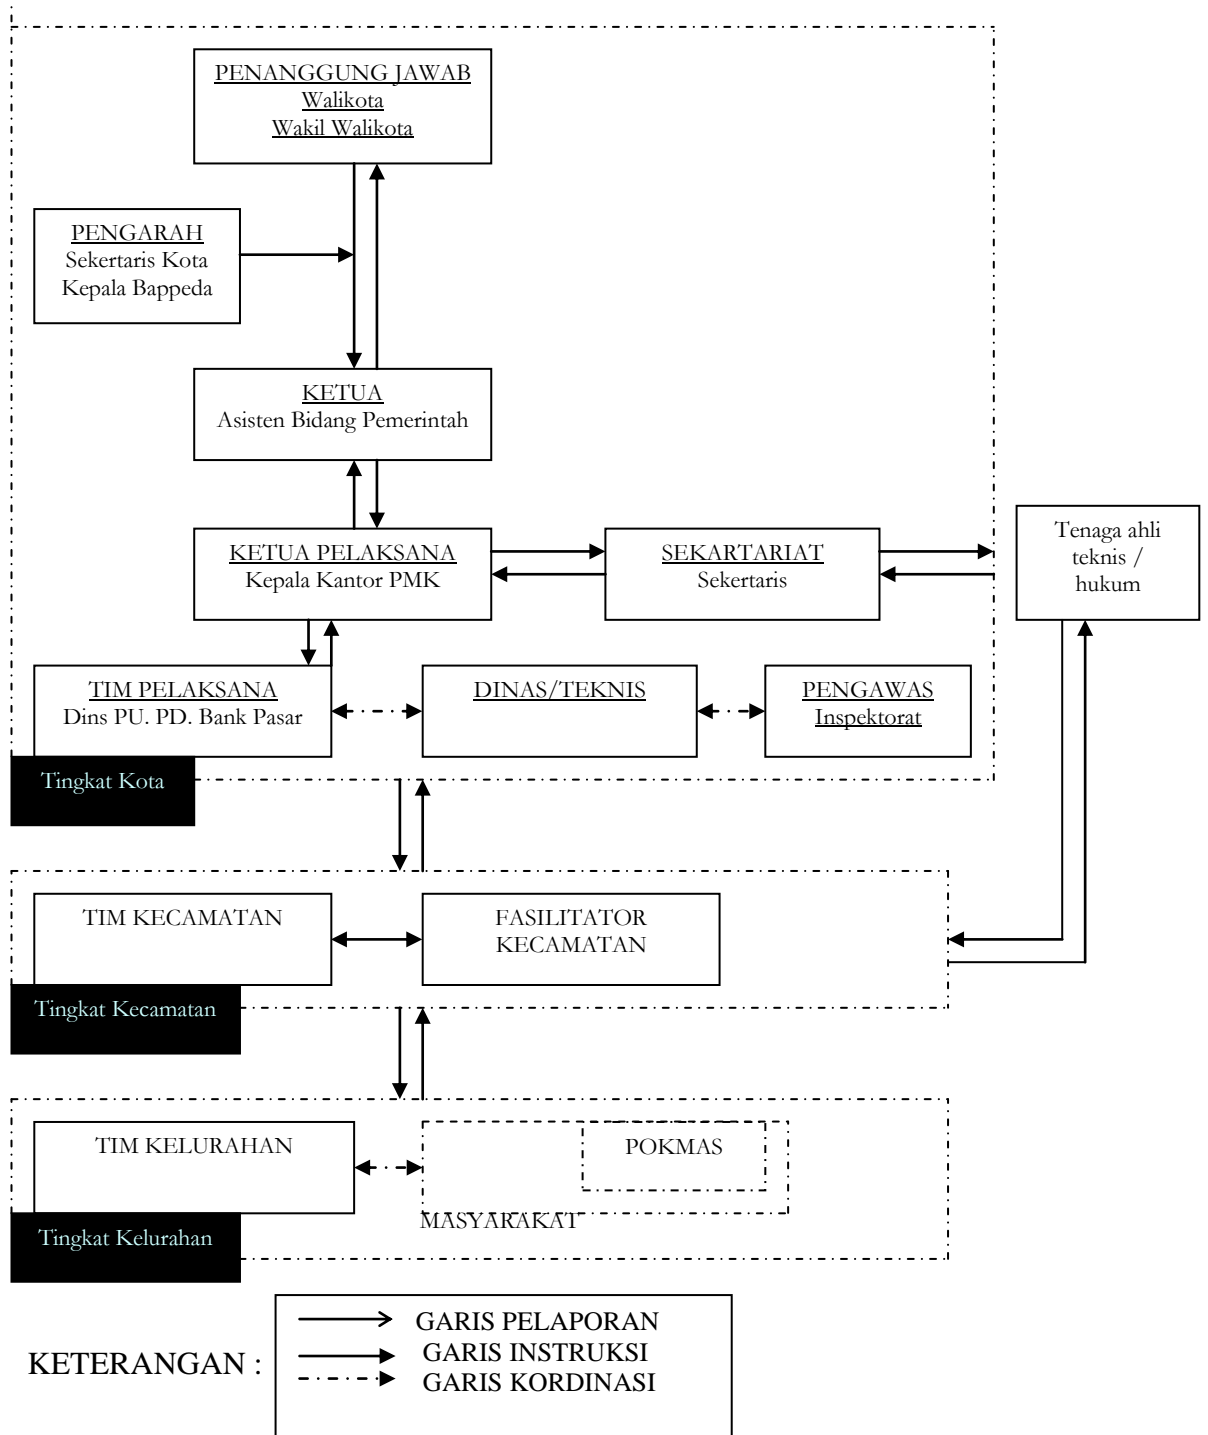 PENANGGUNG JAWAB
Walikota
Wakil Walikota
PENGARAH
Sekertaris Kota
Kepala Bappeda
KETUA
Asisten Bidang Pemerintah
KETUA PELAKSANA
Kepala Kantor PMK
SEKARTARIAT
Sekertaris
Tenaga ahli
teknis /
hukum
TIM PELAKSANA
Dins PU. PD. Bank Pasar
DINAS/TEKNIS
PENGAWAS
Inspektorat
Tingkat Kota
TIM KECAMATAN
FASILITATOR
KECAMATAN
Tingkat Kecamatan
TIM KELURAHAN
POKMAS
MASYARAKAT
Tingkat Kelurahan
KETERANGAN :
GARIS PELAPORAN
GARIS INSTRUKSI
GARIS KORDINASI